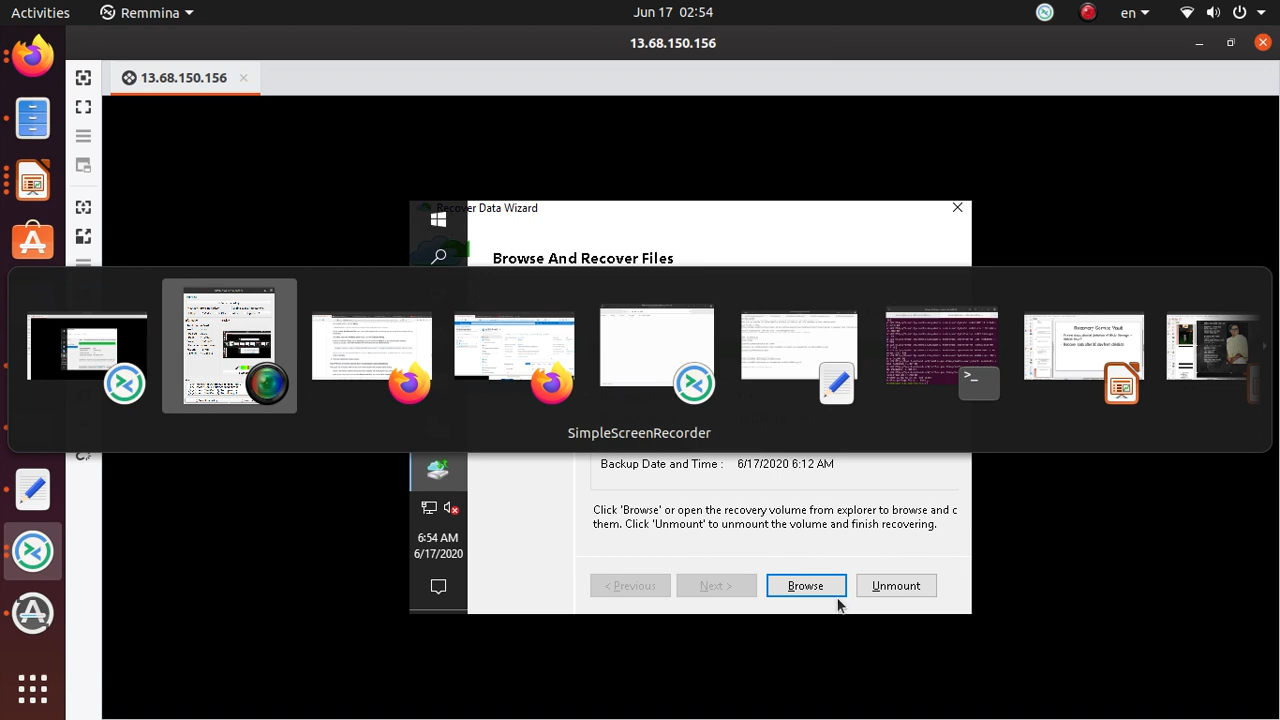 Activities
Remmina
Jun 17 02:54
en
13.68.150.156
13.68.150.156
Recover Data Wizard
Browse And Recover Files
Recovery Service Vault
SimpleScreenRecorder
Backup Date and Time : 6/17/2020 6:12 AM
Click 'Browse' or open the recovery volume from explorer to browse and c
them. Click 'Unmount' to unmount the volume and finish recovering.
6:54 AM
6/17/2020
< Previous
Next >
Browse
Unmount